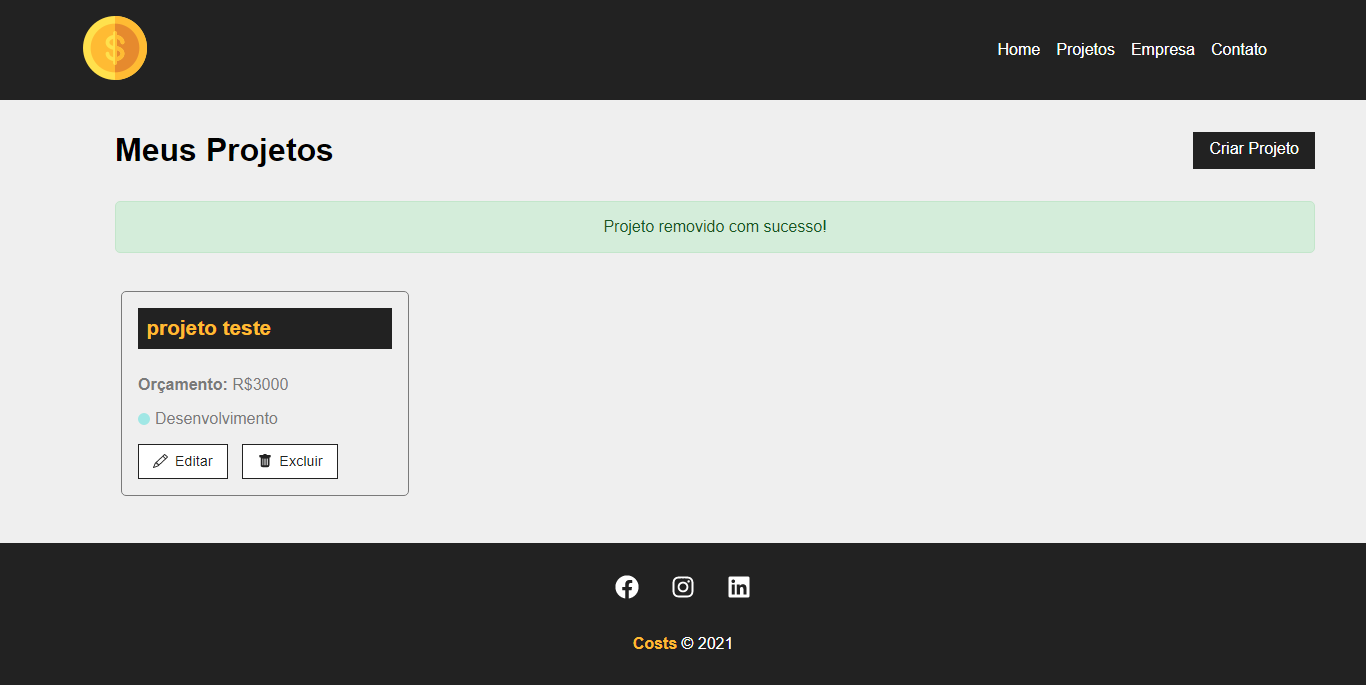 $
Home Projetos Empresa Contato
Meus Projetos
Criar Projeto
Projeto removido com sucesso!
projeto teste
Orçamento: R$3000
Desenvolvimento
Editar Excluir
Costs © 2021